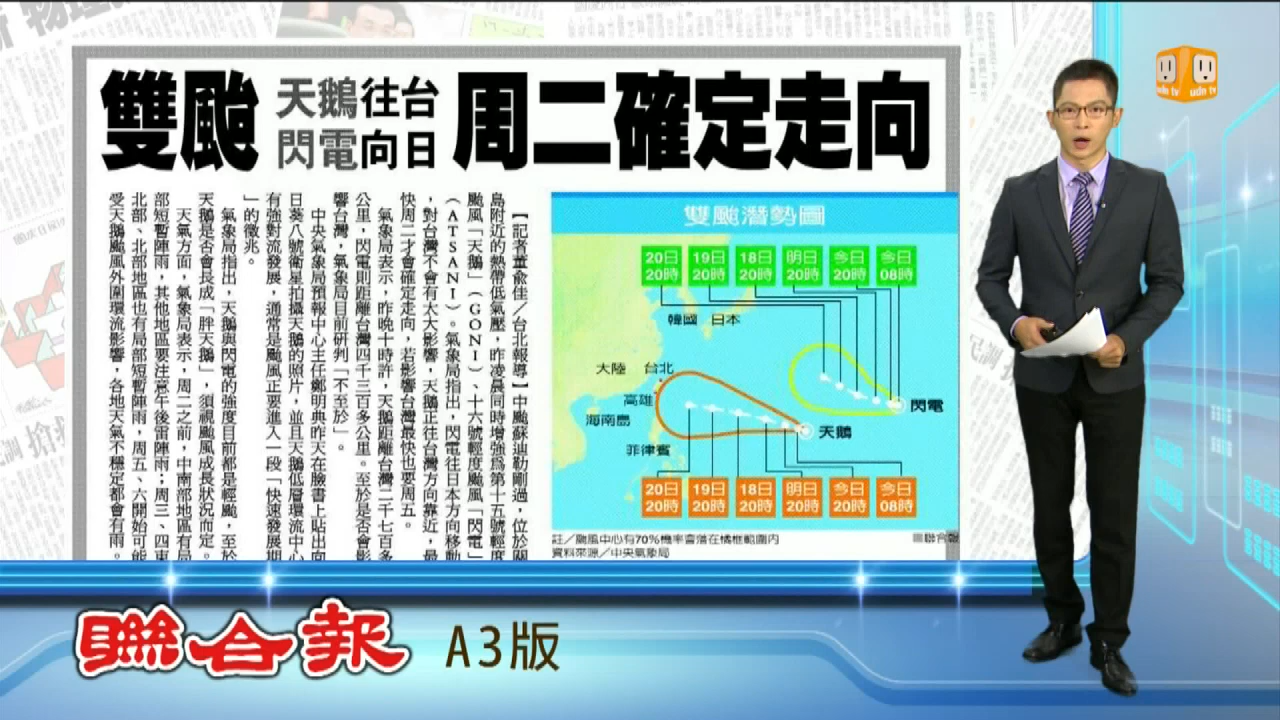 雙颱 天鵝往台 周二確定走向
閃電向日
【記者董俞佳／台北報導】中颱蘇迪勒剛過，位於關
島附近的熱帶低氣壓，昨凌晨同時增強為第十五號輕度
颱風「天鵝」（GONI）、十六號輕度颱風「閃電」
（ATSANI）。氣象局指出，閃電往日本方向移動
，對台灣不會有太大影響，天鵝正往台灣方向靠近，最
快周二才會確定走向，若影響台灣最快也要周五。
氣象局表示，昨晚十時許，天鵝距離台灣二千七百多
公里，閃電則距離台灣四千三百多公里。至於是否會影
響台灣，氣象局目前研判「不至於」。
中央氣象局預報中心主任鄭明典昨天在臉書上貼出向
日葵八號衛星拍攝天鵝的照片，並且天鵝低層環流中心
有強對流發展，通常是颱風正要進入一段「快速發展期
」的徵兆。
氣象局指出，天鵝與閃電的強度目前都是輕颱，至於
天鵝是否會長成「胖天鵝」，須視颱風成長狀況而定。
天氣方面，氣象局表示，周二之前，中南部地區有局
部短暫陣雨，其他地區要注意午後雷陣雨；周三、四東
北部、北部地區也有局部短暫陣雨，周五、六開始可能
受天鵝颱風外圍環流影響，各地天氣不穩定都會有雨。
雙颱潛勢圖
20日 19日 18日 明日 今日 今日
20時 20時 20時 20時 20時 08時
韓國 日本
大陸 台北
高雄
海南島
菲律賓
閃電
天鵝
20日 19日 18日 明日 今日 今日
20時 20時 20時 20時 20時 08時
註／颱風中心有70%機率會落在橘框範圍內
資料來源／中央氣象局
■聯合報
聯合報 A3版
udn tv udn tv